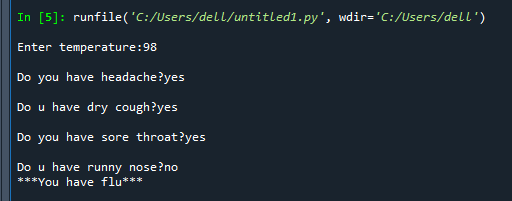 In [5]: runfile('C:/Users/dell/untitled1.py', wdir='C:/Users/dell')
Enter temperature:98
Do you have headache?yes
Do u have dry cough?yes
Do you have sore throat?yes
Do u have runny nose?no
***You have flu***